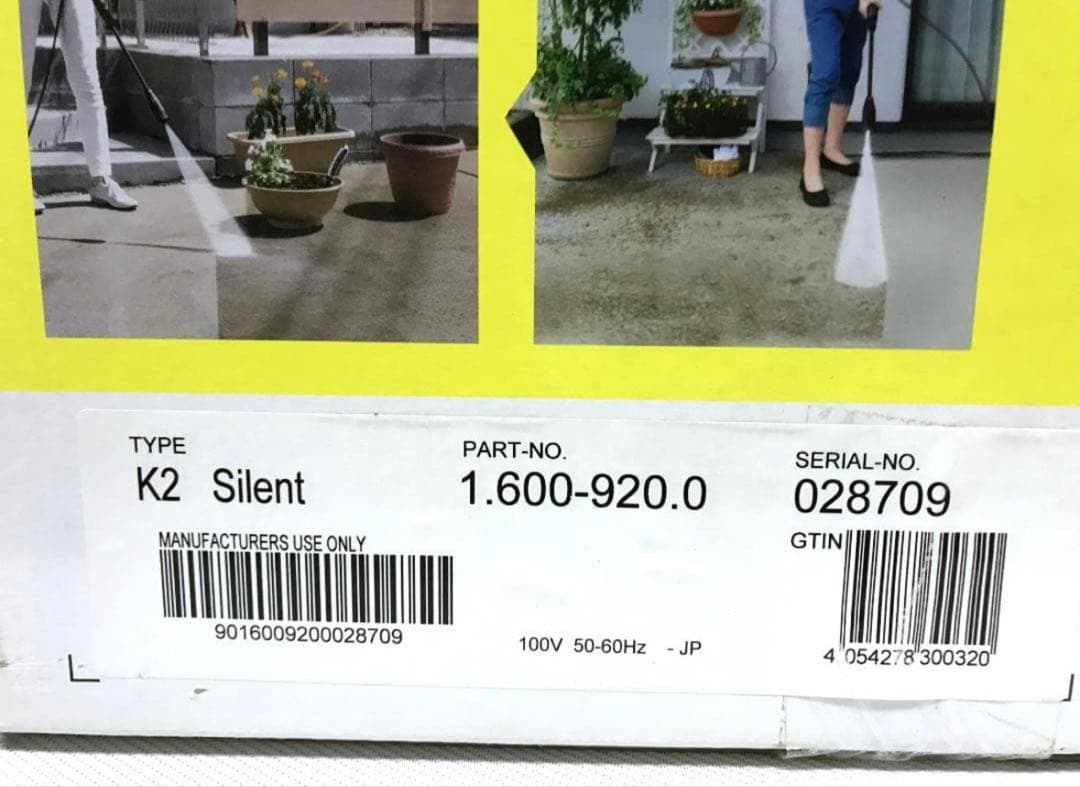 TYPE
K2 Silent
PART-NO.
1.600-920.0
SERIAL-NO.
028709
MANUFACTURERS USE ONLY
9016009200028709
100V 50-60Hz - JP
GTIN
4 054278 300320